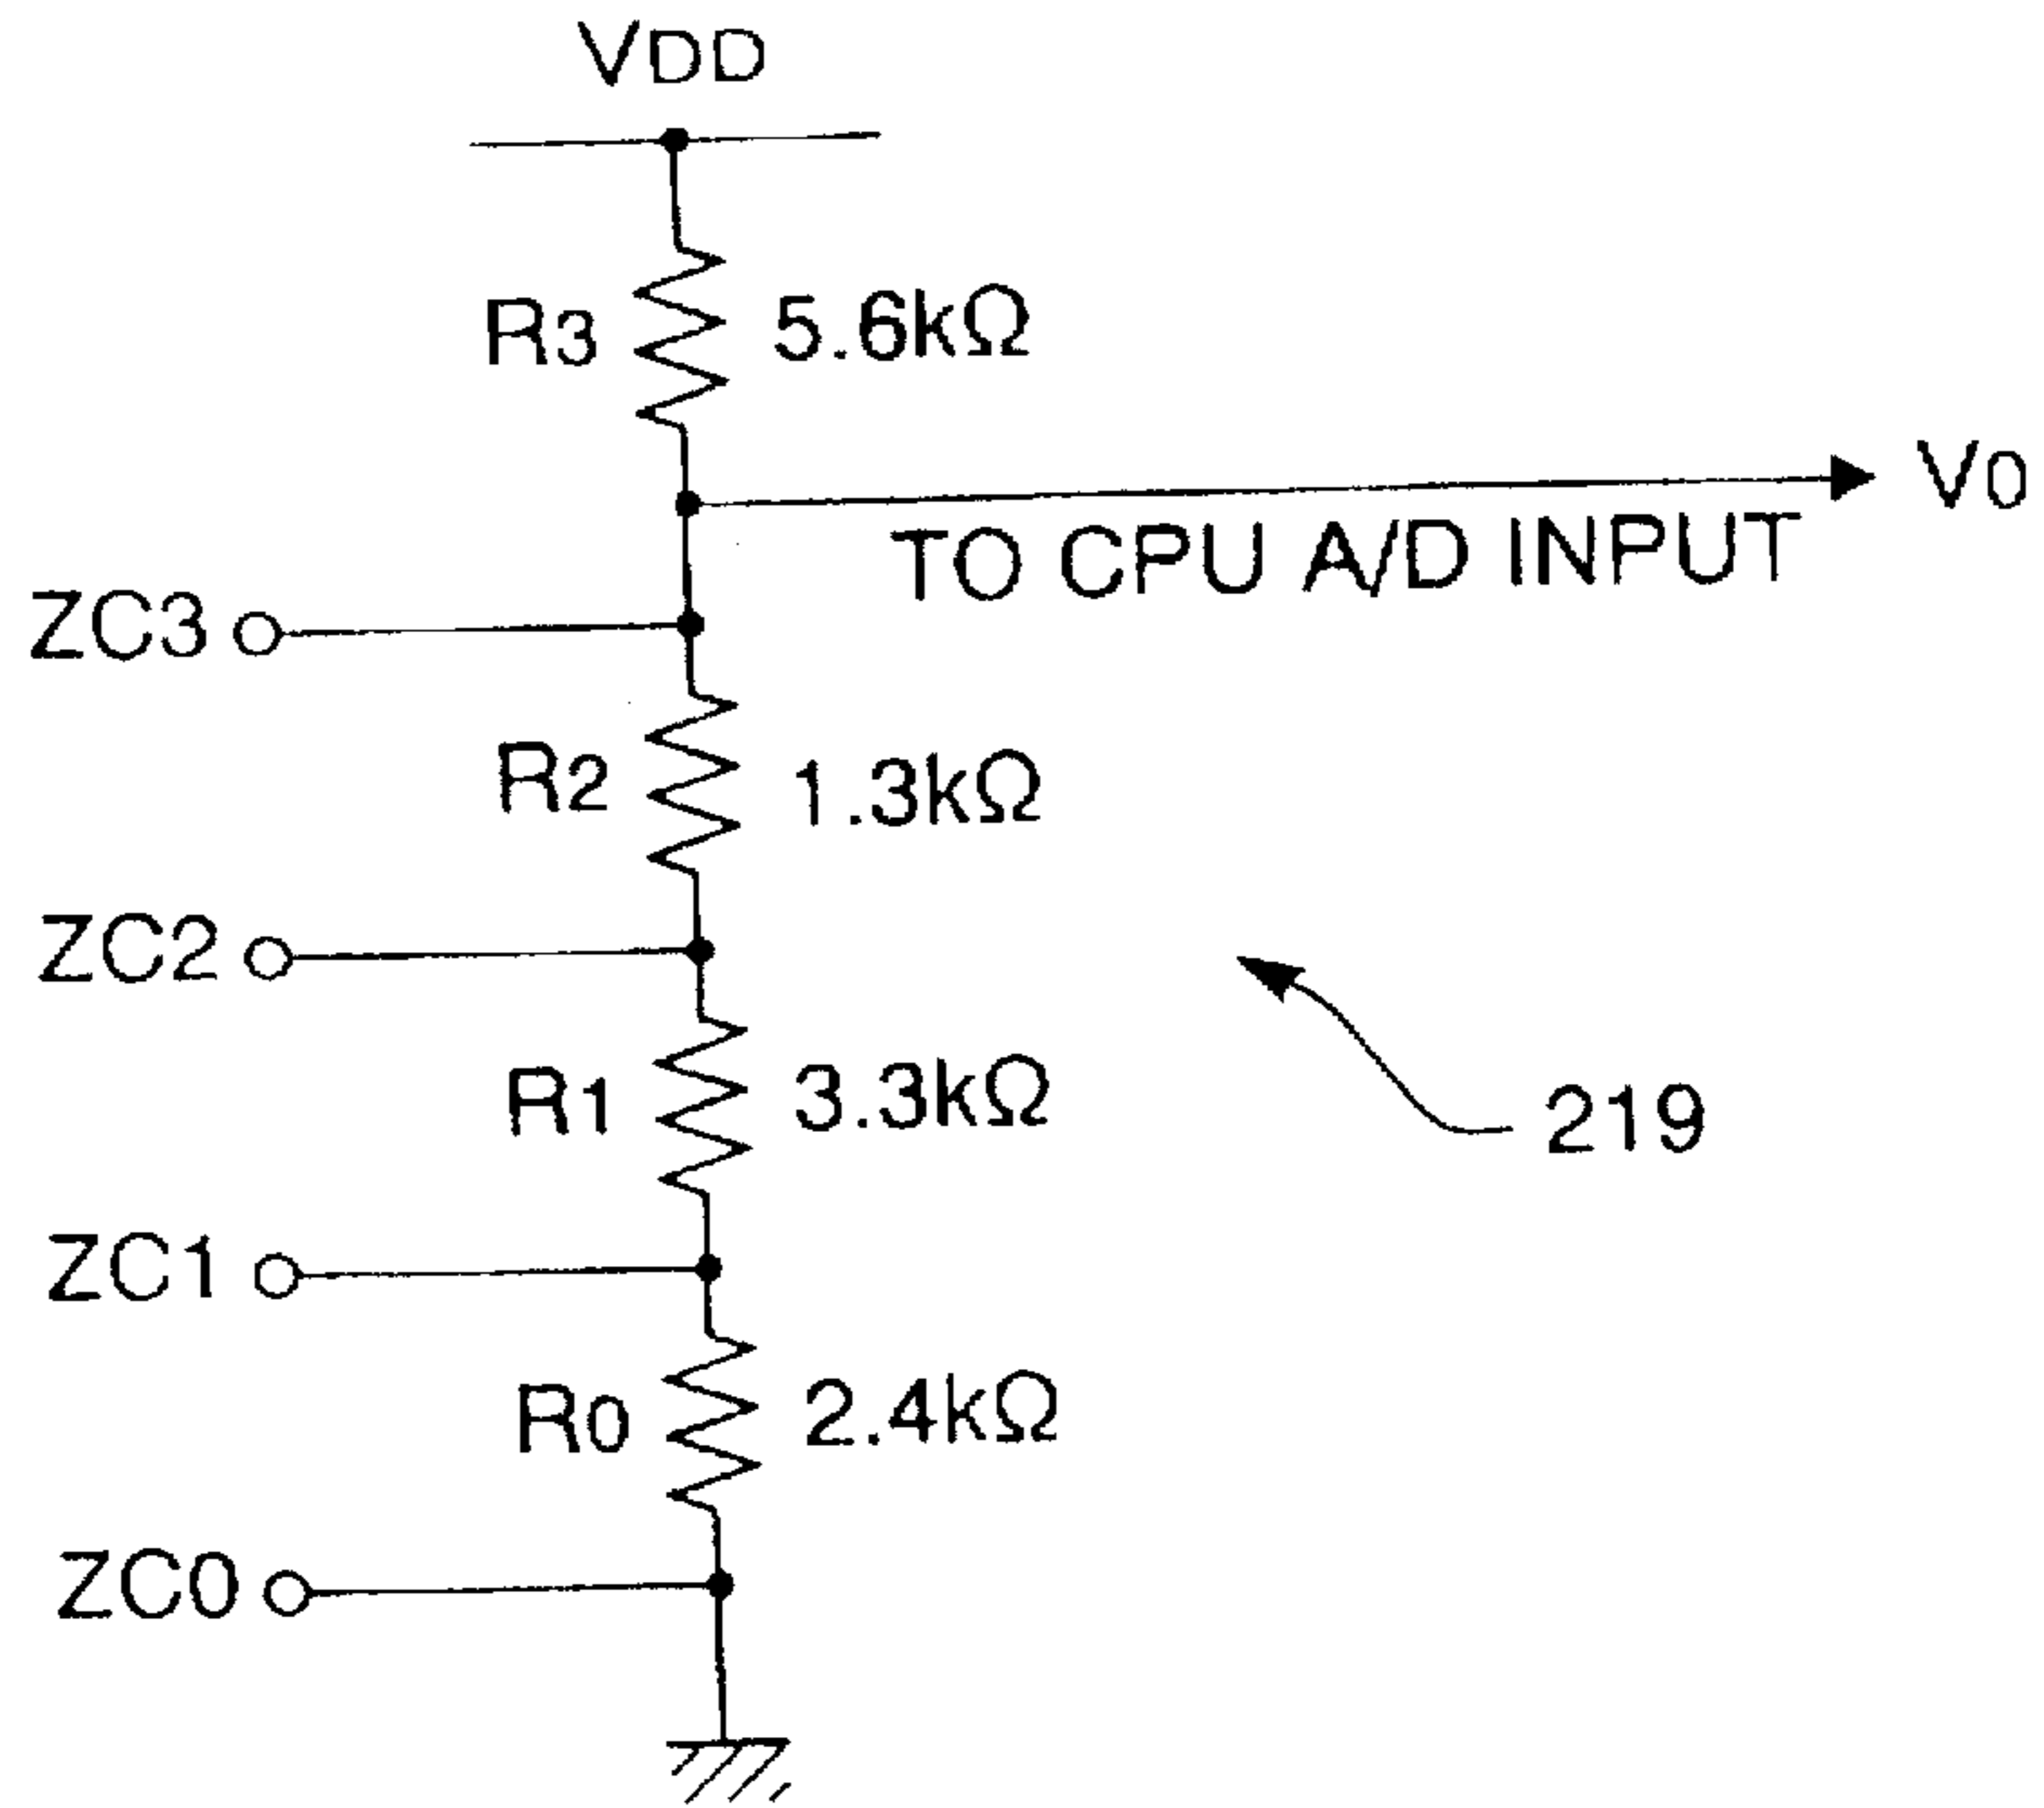 VDD
R3 5.6kΩ
V0
TO CPU A/D INPUT
ZC3
R2 1.3kΩ
ZC2
R1 3.3kΩ
219
ZC1
R0 2.4kΩ
ZC0